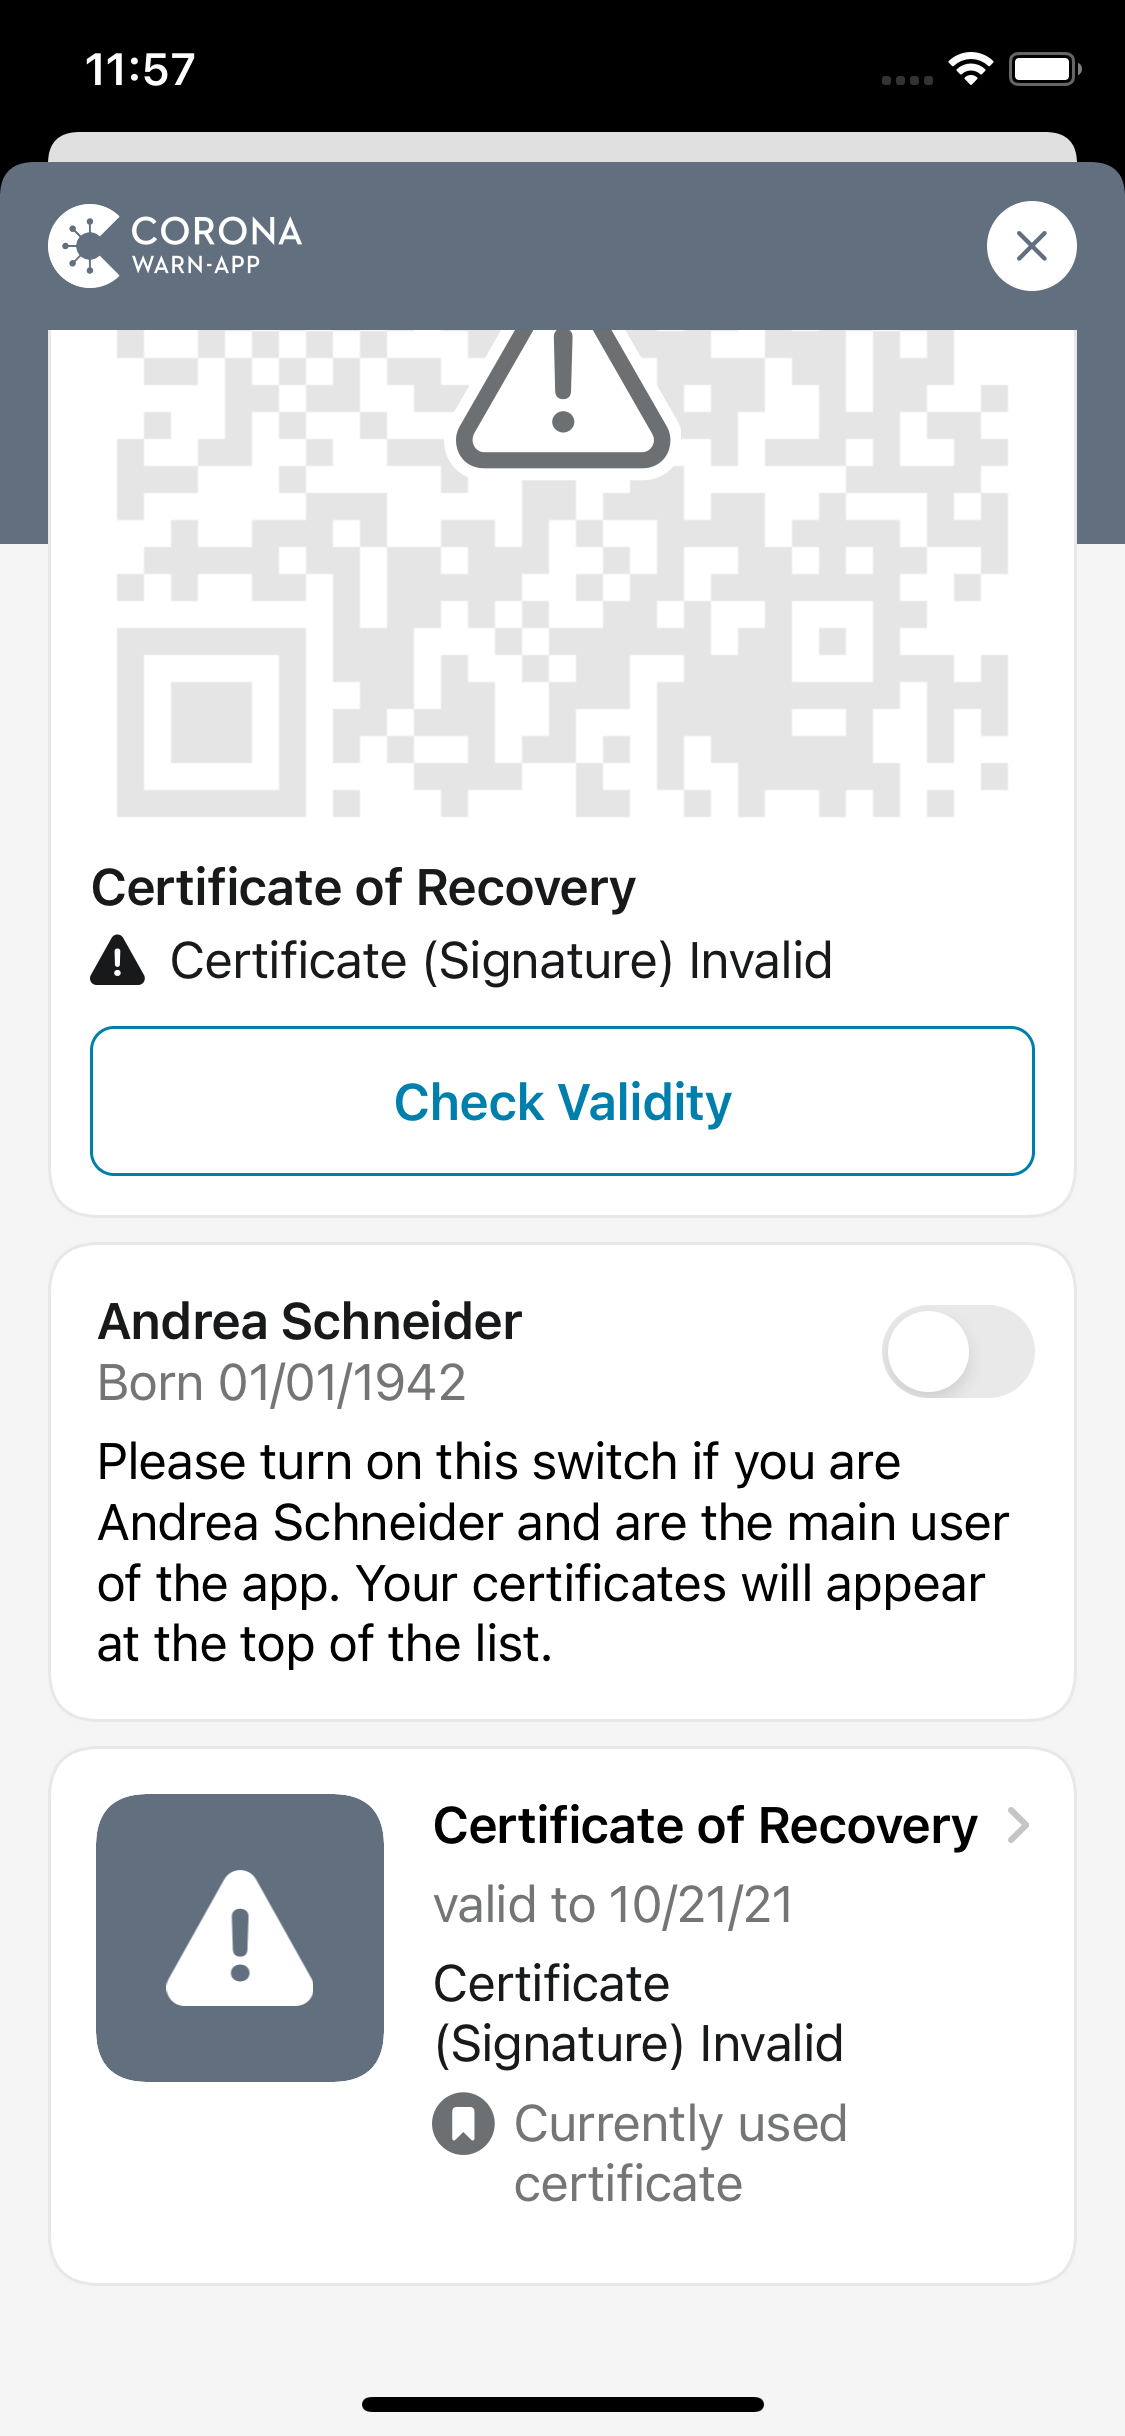 11:57
CORONA
WARN-APP
Certificate of Recovery
Certificate (Signature) Invalid
Check Validity
Andrea Schneider
Born 01/01/1942
Please turn on this switch if you are
Andrea Schneider and are the main user
of the app. Your certificates will appear
at the top of the list.
Certificate of Recovery
valid to 10/21/21
Certificate
(Signature) Invalid
Currently used
certificate